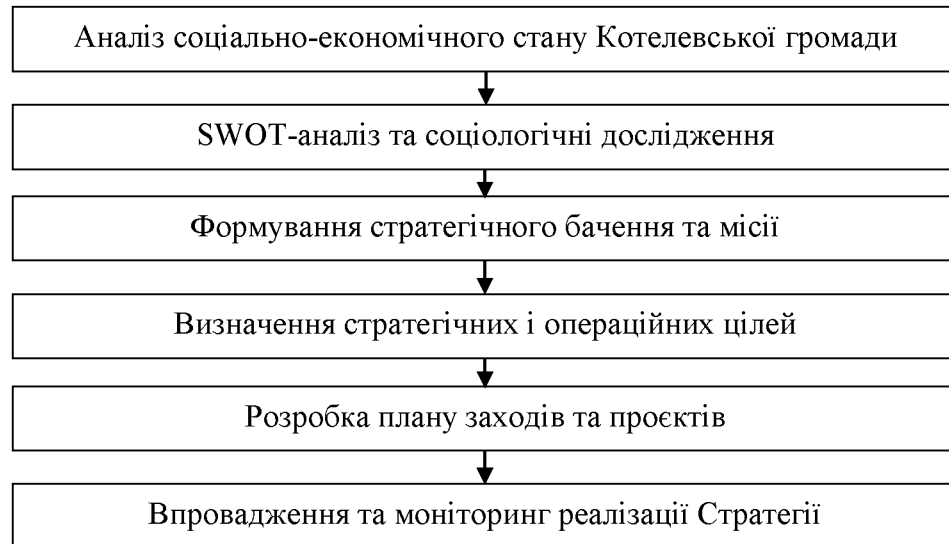 Аналіз соціально-економічного стану Котелевської громади
SWOT-аналіз та соціологічні дослідження
Формування стратегічного бачення та місії
Визначення стратегічних і операційних цілей
Розробка плану заходів та проєктів
Впровадження та моніторинг реалізації Стратегії